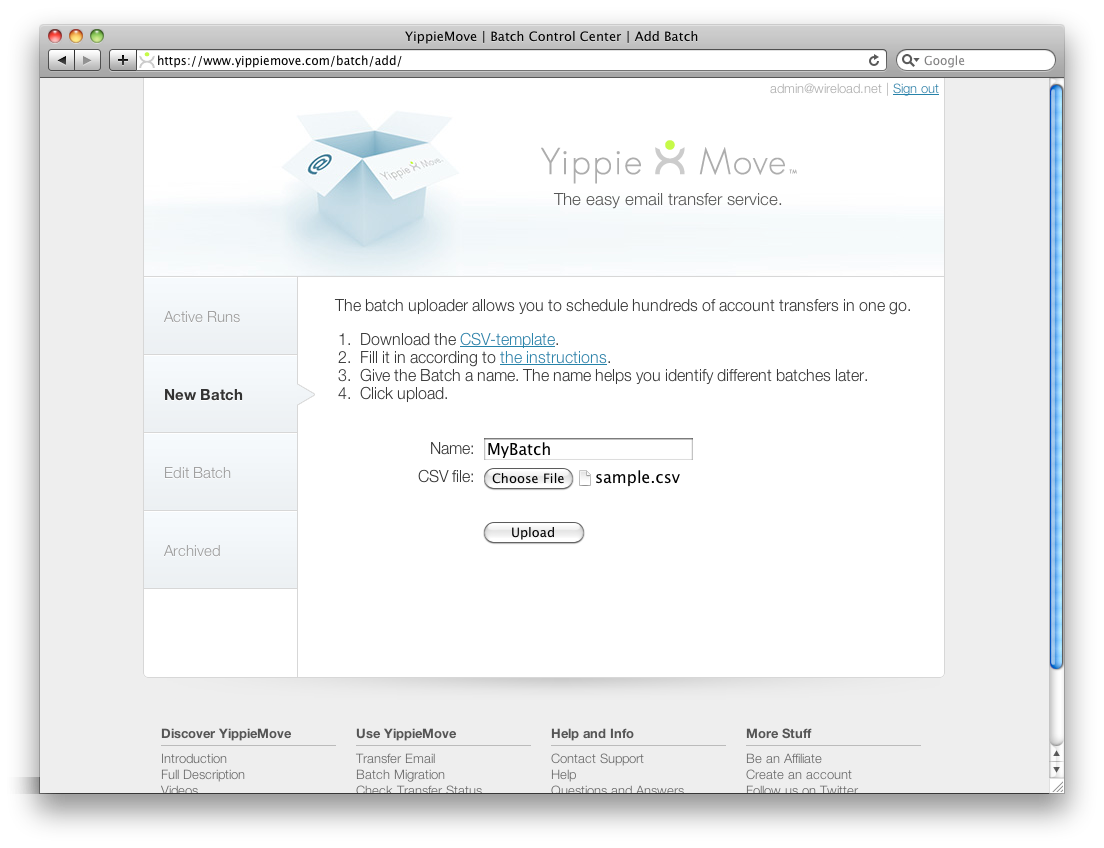 YippieMove | Batch Control Center | Add Batch
https://www.yippiemove.com/batch/add/
Google
admin@wireload.net | Sign out
@
Yippie Move
Yippie Move™
The easy email transfer service.
Active Runs
New Batch
Edit Batch
Archived
The batch uploader allows you to schedule hundreds of account transfers in one go.
1. Download the CSV-template.
2. Fill it in according to the instructions.
3. Give the Batch a name. The name helps you identify different batches later.
4. Click upload.
Name: MyBatch
CSV file: Choose File sample.csv
Upload
Discover YippieMove
Introduction
Full Description
Videos
Use YippieMove
Transfer Email
Batch Migration
Check Transfer Status
Help and Info
Contact Support
Help
Questions and Answers
More Stuff
Be an Affiliate
Create an account
Follow us on Twitter